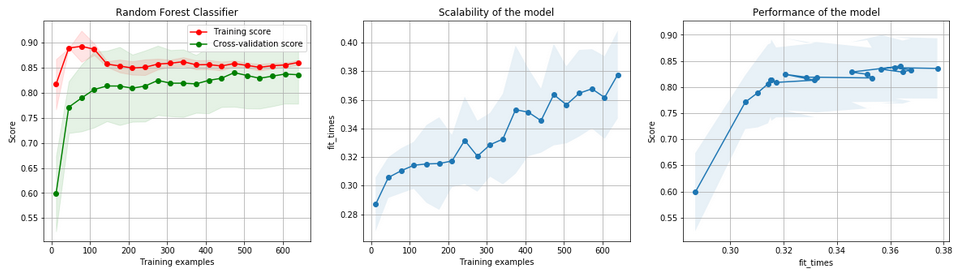 Random Forest Classifier
Training score
Cross-validation score
0.90
0.85
0.80
0.75
0.70
0.65
0.60
0.55
Score
0 100 200 300 400 500 600
Training examples
Scalability of the model
0.40
0.38
0.36
0.34
0.32
0.30
0.28
fit_times
0 100 200 300 400 500 600
Training examples
Performance of the model
0.90
0.85
0.80
0.75
0.70
0.65
0.60
0.55
Score
0.30 0.32 0.34 0.36 0.38
fit_times